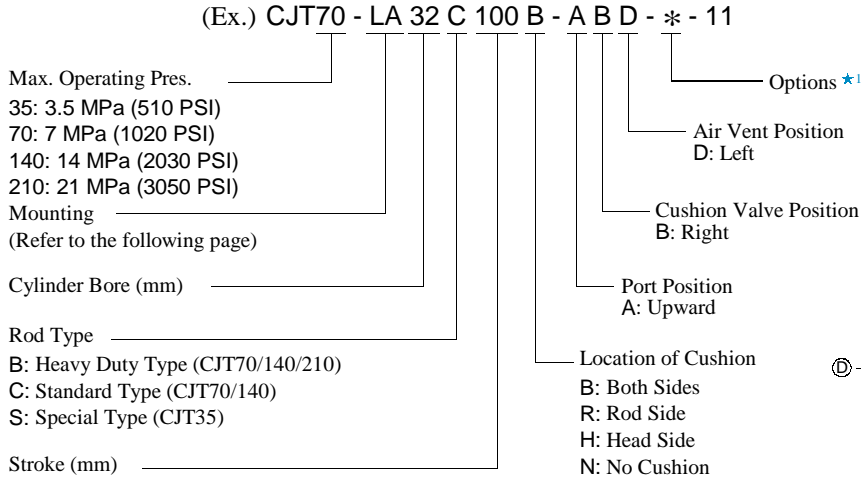 (Ex.) CJT70 - LA 32 C 100 B - A B D - * - 11
Max. Operating Pres.
35: 3.5 MPa (510 PSI)
70: 7 MPa (1020 PSI)
140: 14 MPa (2030 PSI)
210: 21 MPa (3050 PSI)
Mounting
(Refer to the following page)
Cylinder Bore (mm)
Rod Type
B: Heavy Duty Type (CJT70/140/210)
C: Standard Type (CJT70/140)
S: Special Type (CJT35)
Stroke (mm)
Options ★1
Air Vent Position
D: Left
Cushion Valve Position
B: Right
Port Position
A: Upward
Location of Cushion
B: Both Sides
R: Rod Side
H: Head Side
N: No Cushion
Ⓓ